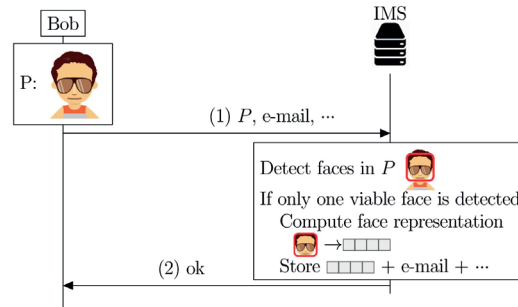 Bob
IMS
P:
(1) P, e-mail, ···
Detect faces in P
If only one viable face is detected
Compute face representation
→
Store + e-mail + ···
(2) ok